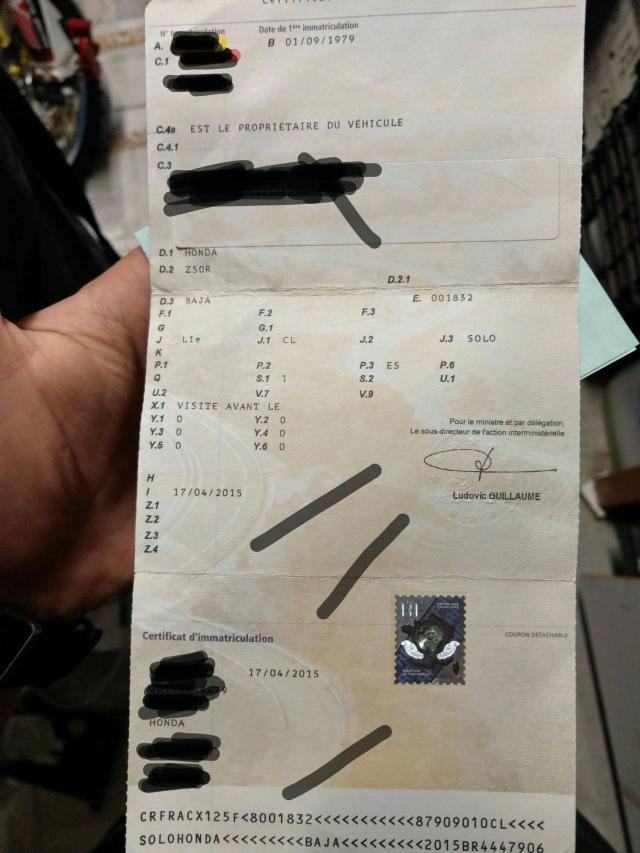 N° Immatriculation Date de 1ère immatriculation
A. B 01/09/1979
C.1
C.4a EST LE PROPRIÉTAIRE DU VÉHICULE
C.4.1
C.3
D.1 HONDA
D.2 Z50R
D.2.1
D.3 BAJA E. 001832
F.1 F.2 F.3
G G.1
J L1e J.1 CL J.2 J.3 SOLO
K
P.1 P.2 P.3 ES P.6
Q S.1 1 S.2 U.1
U.2 V.7 V.9
X.1 VISITE AVANT LE
Y.1 0 Y.2 0
Y.3 0 Y.4 0
Y.5 0 Y.6 0
Pour le ministre et par délégation,
Le sous-directeur de l'action interministérielle
Ludovic GUILLAUME
H
I 17/04/2015
Z.1
Z.2
Z.3
Z.4
Certificat d'immatriculation COUPON DÉTACHABLE
17/04/2015
HONDA
CRFRACX125F<8001832<<<<<<<<<<<87909010CL<<<<
SOLOHONDA<<<<<<<<<BAJA<<<<<<<<<2015BR4447906